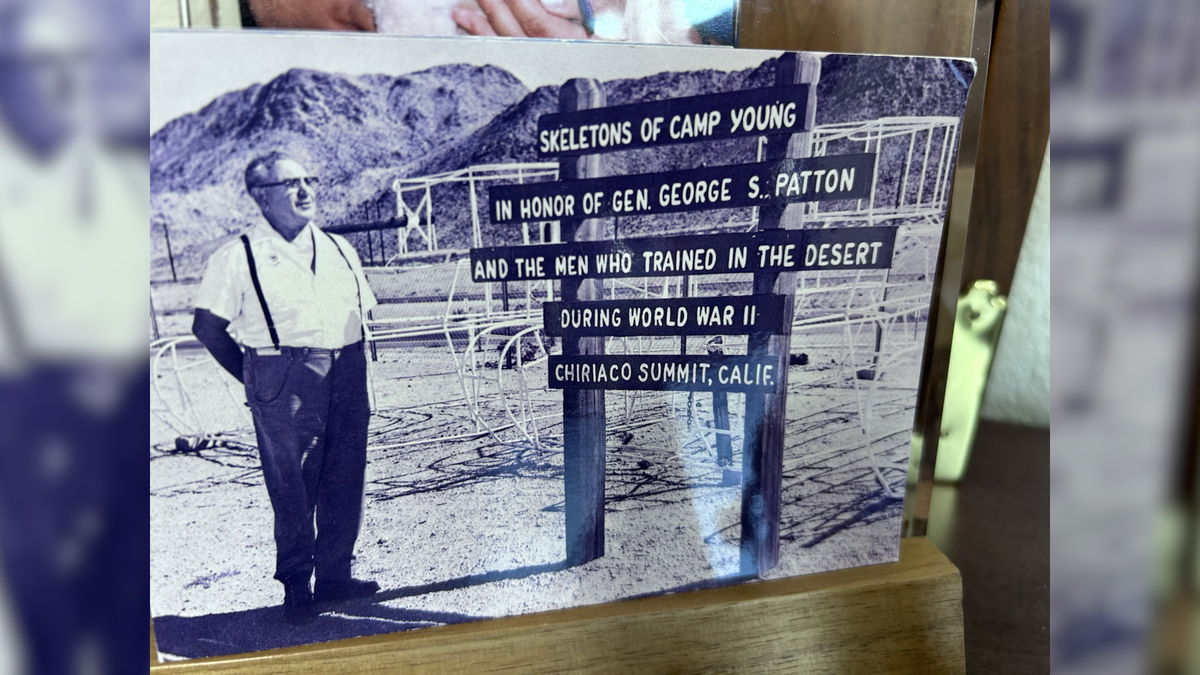 SKELETONS OF CAMP YOUNG
IN HONOR OF GEN. GEORGE S. PATTON
AND THE MEN WHO TRAINED IN THE DESERT
DURING WORLD WAR II
CHIRIACO SUMMIT, CALIF.